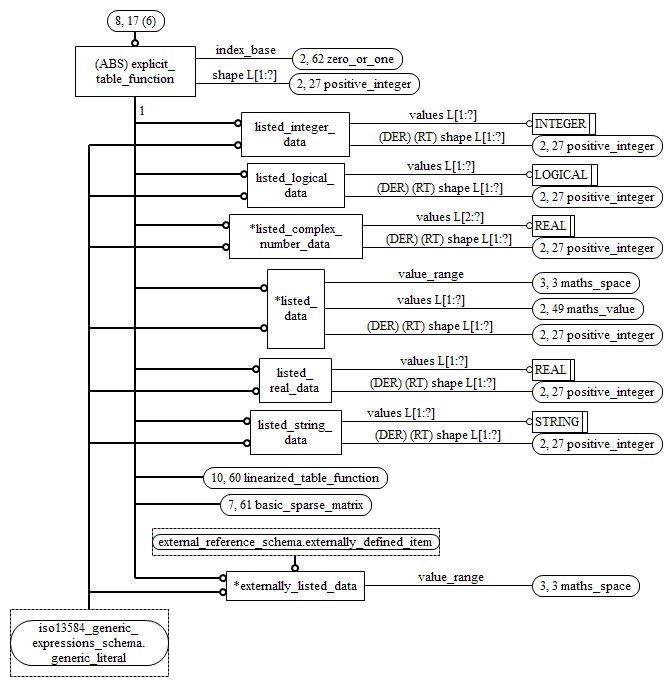 8, 17 (6)
(ABS) explicit_
table_function
index_base
2, 62 zero_or_one
shape L[1:?]
2, 27 positive_integer
1
listed_integer_
data
values L[1:?]
INTEGER
(DER) (RT) shape L[1:?]
2, 27 positive_integer
listed_logical_
data
values L[1:?]
LOGICAL
(DER) (RT) shape L[1:?]
2, 27 positive_integer
*listed_complex_
number_data
values L[2:?]
REAL
(DER) (RT) shape L[1:?]
2, 27 positive_integer
*listed_
data
value_range
3, 3 maths_space
values L[1:?]
2, 49 maths_value
(DER) (RT) shape L[1:?]
2, 27 positive_integer
listed_
real_data
values L[1:?]
REAL
(DER) (RT) shape L[1:?]
2, 27 positive_integer
listed_string_
data
values L[1:?]
STRING
(DER) (RT) shape L[1:?]
2, 27 positive_integer
10, 60 linearized_table_function
7, 61 basic_sparse_matrix
external_reference_schema.externally_defined_item
*externally_listed_data
value_range
3, 3 maths_space
iso13584_generic_
expressions_schema.
generic_literal